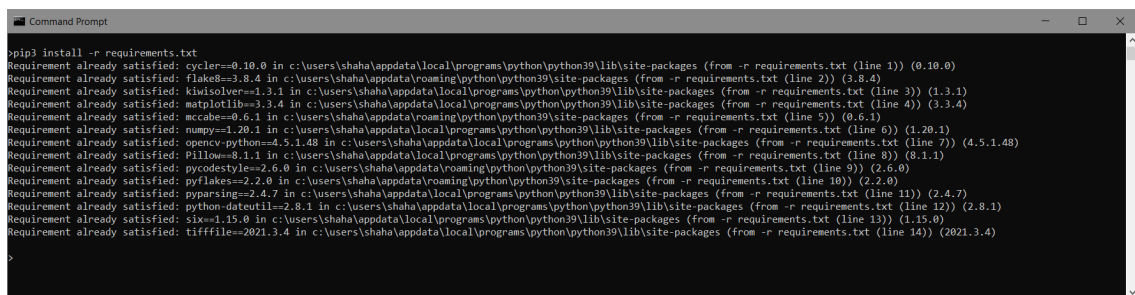 Command Prompt
>pip3 install -r requirements.txt
Requirement already satisfied: cycler==0.10.0 in c:\users\shaha\appdata\local\programs\python\python39\lib\site-packages (from -r requirements.txt (line 1)) (0.10.0)
Requirement already satisfied: flake8==3.8.4 in c:\users\shaha\appdata\roaming\python\python39\site-packages (from -r requirements.txt (line 2)) (3.8.4)
Requirement already satisfied: kiwisolver==1.3.1 in c:\users\shaha\appdata\local\programs\python\python39\lib\site-packages (from -r requirements.txt (line 3)) (1.3.1)
Requirement already satisfied: matplotlib==3.3.4 in c:\users\shaha\appdata\local\programs\python\python39\lib\site-packages (from -r requirements.txt (line 4)) (3.3.4)
Requirement already satisfied: mccabe==0.6.1 in c:\users\shaha\appdata\roaming\python\python39\site-packages (from -r requirements.txt (line 5)) (0.6.1)
Requirement already satisfied: numpy==1.20.1 in c:\users\shaha\appdata\local\programs\python\python39\lib\site-packages (from -r requirements.txt (line 6)) (1.20.1)
Requirement already satisfied: opencv-python==4.5.1.48 in c:\users\shaha\appdata\local\programs\python\python39\lib\site-packages (from -r requirements.txt (line 7)) (4.5.1.48)
Requirement already satisfied: Pillow==8.1.1 in c:\users\shaha\appdata\local\programs\python\python39\lib\site-packages (from -r requirements.txt (line 8)) (8.1.1)
Requirement already satisfied: pycodestyle==2.6.0 in c:\users\shaha\appdata\roaming\python\python39\site-packages (from -r requirements.txt (line 9)) (2.6.0)
Requirement already satisfied: pyflakes==2.2.0 in c:\users\shaha\appdata\roaming\python\python39\site-packages (from -r requirements.txt (line 10)) (2.2.0)
Requirement already satisfied: pyparsing==2.4.7 in c:\users\shaha\appdata\local\programs\python\python39\lib\site-packages (from -r requirements.txt (line 11)) (2.4.7)
Requirement already satisfied: python-dateutil==2.8.1 in c:\users\shaha\appdata\local\programs\python\python39\lib\site-packages (from -r requirements.txt (line 12)) (2.8.1)
Requirement already satisfied: six==1.15.0 in c:\users\shaha\appdata\local\programs\python\python39\lib\site-packages (from -r requirements.txt (line 13)) (1.15.0)
Requirement already satisfied: tifffile==2021.3.4 in c:\users\shaha\appdata\local\programs\python\python39\lib\site-packages (from -r requirements.txt (line 14)) (2021.3.4)
>